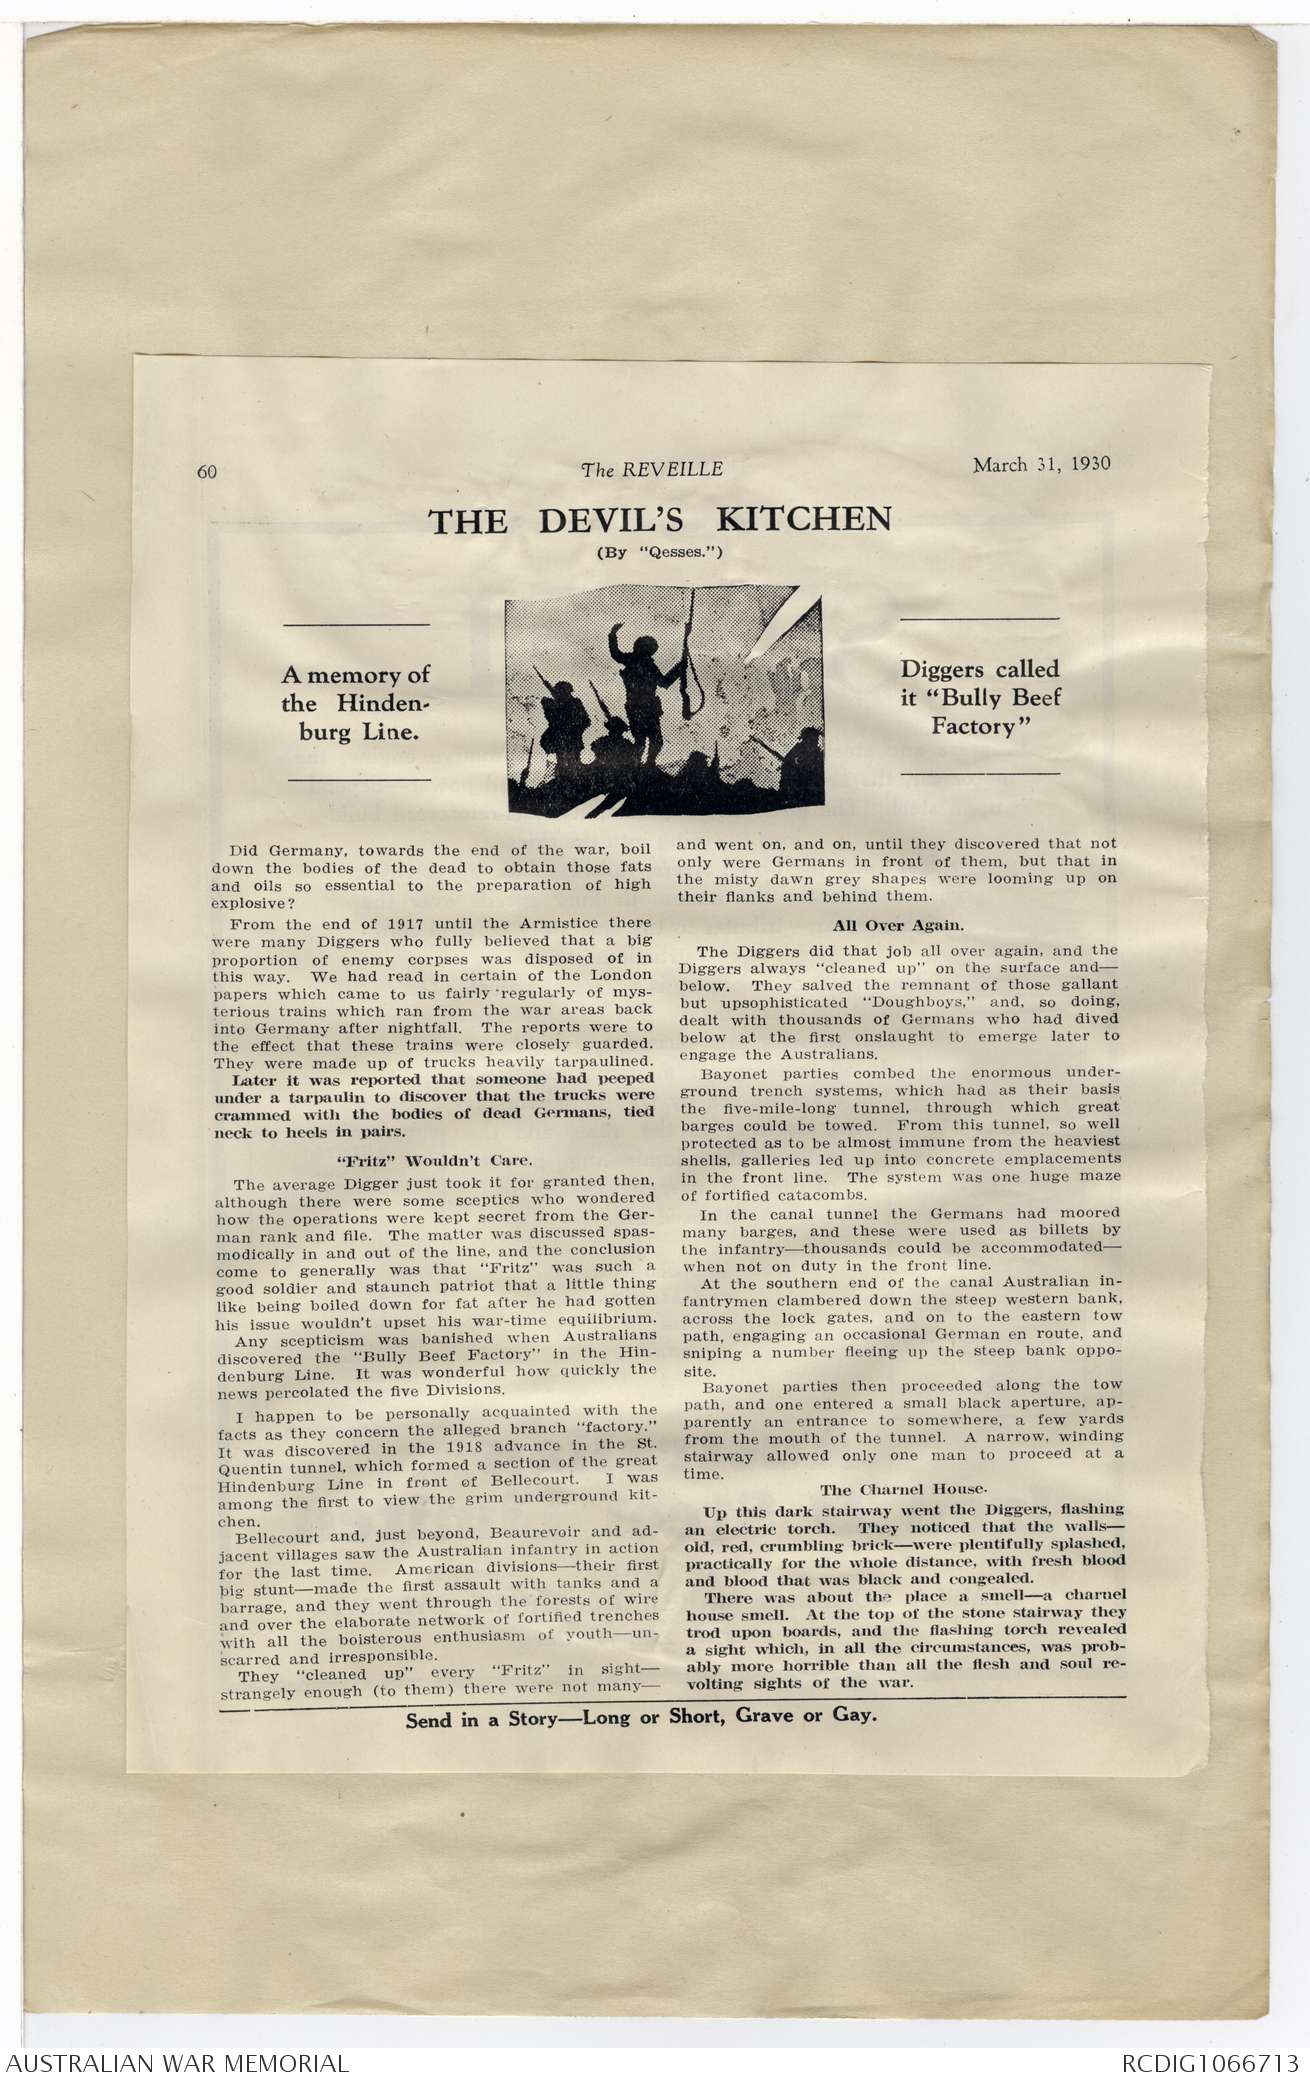 60
The REVEILLE
March 31, 1930
THE DEVIL'S KITCHEN
(By "Qesses.")
A memory of
the Hinden-
burg Line.
Diggers called
it "Bully Beef
Factory"
Did Germany, towards the end of the war, boil
down the bodies of the dead to obtain those fats
and oils so essential to the preparation of high
explosive?
From the end of 1917 until the Armistice there
were many Diggers who fully believed that a big
proportion of enemy corpses was disposed of in
this way. We had read in certain of the London
papers which came to us fairly regularly of mys-
terious trains which ran from the war areas back
into Germany after nightfall. The reports were to
the effect that these trains were closely guarded.
They were made up of trucks heavily tarpaulined.
Later it was reported that someone had peeped
under a tarpaulin to discover that the trucks were
crammed with the bodies of dead Germans, tied
neck to heels in pairs.
"Fritz" Wouldn't Care.
The average Digger just took it for granted then,
although there were some sceptics who wondered
how the operations were kept secret from the Ger-
man rank and file. The matter was discussed spas-
modically in and out of the line, and the conclusion
come to generally was that "Fritz" was such a
good soldier and staunch patriot that a little thing
like being boiled down for fat after he had gotten
his issue wouldn't upset his war-time equilibrium.
Any scepticism was banished when Australians
discovered the "Bully Beef Factory" in the Hin-
denburg Line. It was wonderful how quickly the
news percolated the five Divisions.
I happen to be personally acquainted with the
facts as they concern the alleged branch "factory."
It was discovered in the 1918 advance in the St.
Quentin tunnel, which formed a section of the great
Hindenburg Line in front of Bellecourt. I was
among the first to view the grim underground kit-
chen.
Bellecourt and, just beyond, Beaurevoir and ad-
jacent villages saw the Australian infantry in action
for the last time. American divisions—their first
big stunt—made the first assault with tanks and a
barrage, and they went through the forests of wire
and over the elaborate network of fortified trenches
with all the boisterous enthusiasm of youth—un-
scarred and irresponsible.
They "cleaned up" every "Fritz" in sight—
strangely enough (to them) there were not many—
and went on, and on, until they discovered that not
only were Germans in front of them, but that in
the misty dawn grey shapes were looming up on
their flanks and behind them.
All Over Again.
The Diggers did that job all over again, and the
Diggers always "cleaned up" on the surface and—
below. They salved the remnant of those gallant
but upsophisticated "Doughboys," and, so doing,
dealt with thousands of Germans who had dived
below at the first onslaught to emerge later to
engage the Australians.
Bayonet parties combed the enormous under-
ground trench systems, which had as their basis
the five-mile-long tunnel, through which great
barges could be towed. From this tunnel, so well
protected as to be almost immune from the heaviest
shells, galleries led up into concrete emplacements
in the front line. The system was one huge maze
of fortified catacombs.
In the canal tunnel the Germans had moored
many barges, and these were used as billets by
the infantry—thousands could be accommodated—
when not on duty in the front line.
At the southern end of the canal Australian in-
fantrymen clambered down the steep western bank,
across the lock gates, and on to the eastern tow
path, engaging an occasional German en route, and
sniping a number fleeing up the steep bank oppo-
site.
Bayonet parties then proceeded along the tow
path, and one entered a small black aperture, ap-
parently an entrance to somewhere, a few yards
from the mouth of the tunnel. A narrow, winding
stairway allowed only one man to proceed at a
time.
The Charnel House.
Up this dark stairway went the Diggers, flashing
an electric torch. They noticed that the walls—
old, red, crumbling brick—were plentifully splashed,
practically for the whole distance, with fresh blood
and blood that was black and congealed.
There was about the place a smell—a charnel
house smell. At the top of the stone stairway they
trod upon boards, and the flashing torch revealed
a sight which, in all the circumstances, was prob-
ably more horrible than all the flesh and soul re-
volting sights of the war.
Send in a Story—Long or Short, Grave or Gay.
AUSTRALIAN WAR MEMORIAL
RCDIG1066713